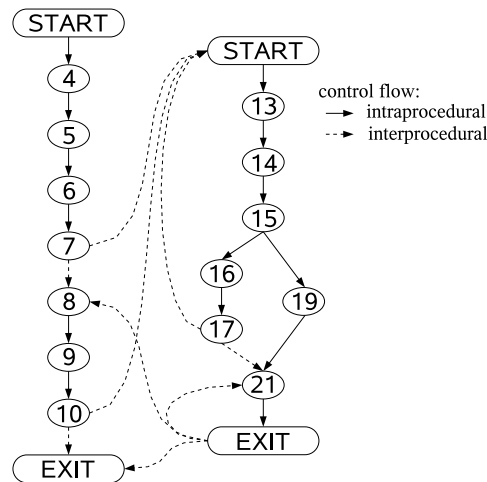 START
4
5
6
7
8
9
10
EXIT
START
13
14
15
16
17
19
21
EXIT
control flow:
intraprocedural
interprocedural